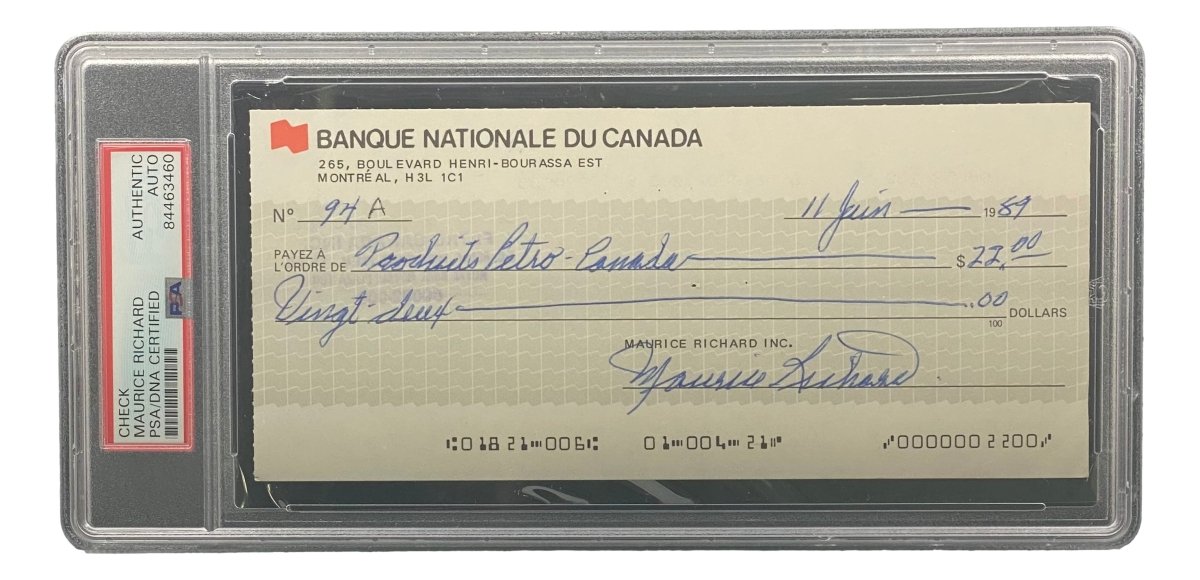 CHECK
MAURICE RICHARD
PSA/DNA CERTIFIED
AUTHENTIC
AUTO
84463460
PSA
BANQUE NATIONALE DU CANADA
265, BOULEVARD HENRI-BOURASSA EST
MONTRÉAL, H3L 1C1
Nº 94 A 11 Juin 1989
PAYEZ À
L'ORDRE DE Produits Petro-Canada $ 22.00
Vingt-deux .00
100 DOLLARS
MAURICE RICHARD INC.
Maurice Richard
⑆01821⑉006⑆ 01⑉004⑉21⑈ ⑇0000002200⑇